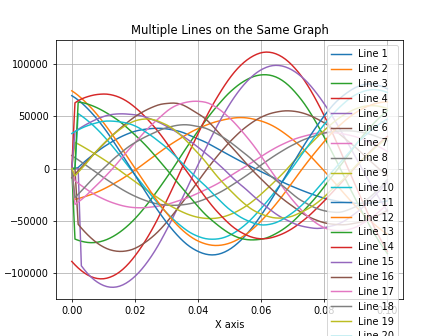 Multiple Lines on the Same Graph
100000
50000
0
−50000
−100000
0.00
0.02
0.04
0.06
X axis
Line 1
Line 2
Line 3
Line 4
Line 5
Line 6
Line 7
Line 8
Line 9
Line 10
Line 11
Line 12
Line 13
Line 14
Line 15
Line 16
Line 17
Line 18
Line 19
Line 20